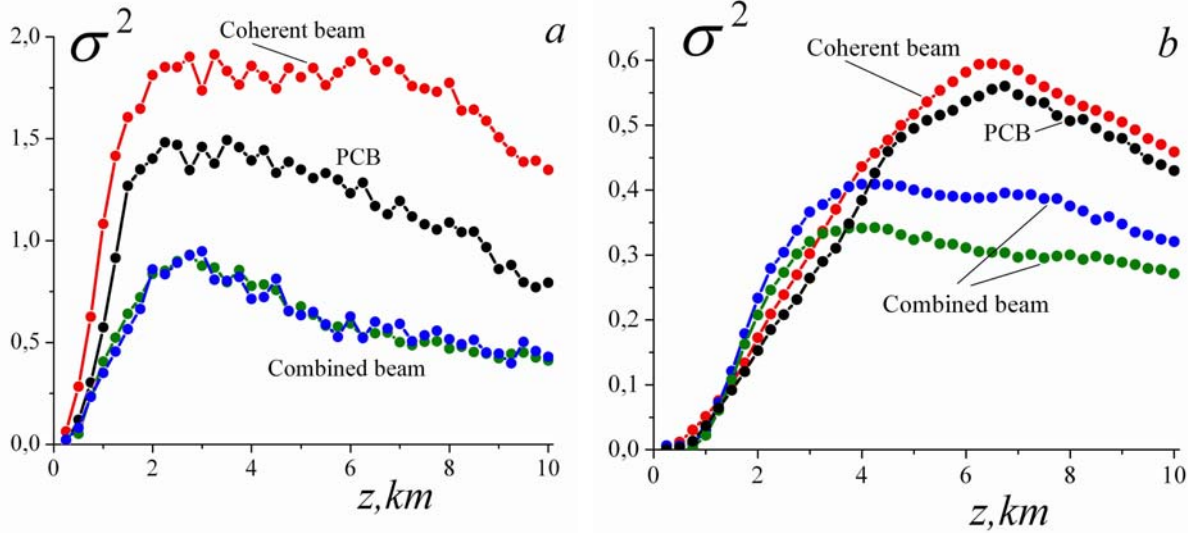 a
σ²
Coherent beam
PCB
Combined beam
2,0
1,5
1,0
0,5
0,0
0 2 4 6 8 10
z,km
b
σ²
Coherent beam
PCB
Combined beam
0,6
0,5
0,4
0,3
0,2
0,1
0,0
0 2 4 6 8 10
z,km